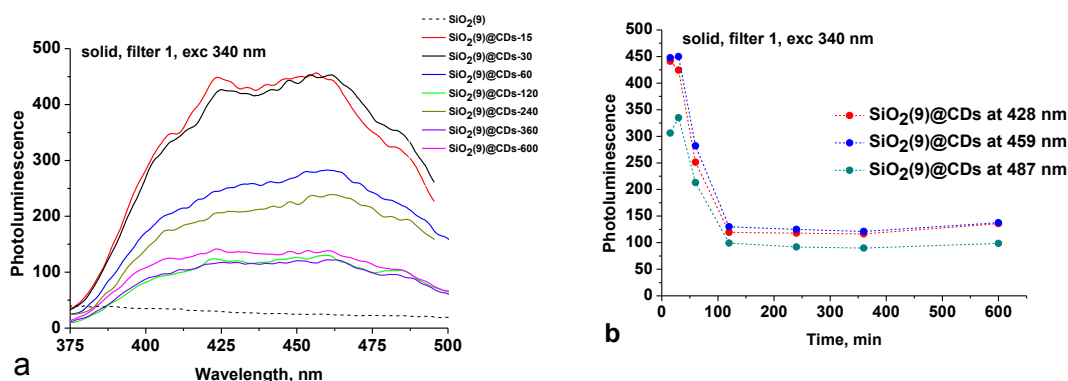 solid, filter 1, exc 340 nm
SiO2(9)
SiO2(9)@CDs-15
SiO2(9)@CDs-30
SiO2(9)@CDs-60
SiO2(9)@CDs-120
SiO2(9)@CDs-240
SiO2(9)@CDs-360
SiO2(9)@CDs-600
Photoluminescence
500
400
300
200
100
0
375 400 425 450 475 500
Wavelength, nm
a
solid, filter 1, exc 340 nm
SiO2(9)@CDs at 428 nm
SiO2(9)@CDs at 459 nm
SiO2(9)@CDs at 487 nm
Photoluminescence
500
450
400
350
300
250
200
150
100
50
0
0 100 200 300 400 500 600
Time, min
b